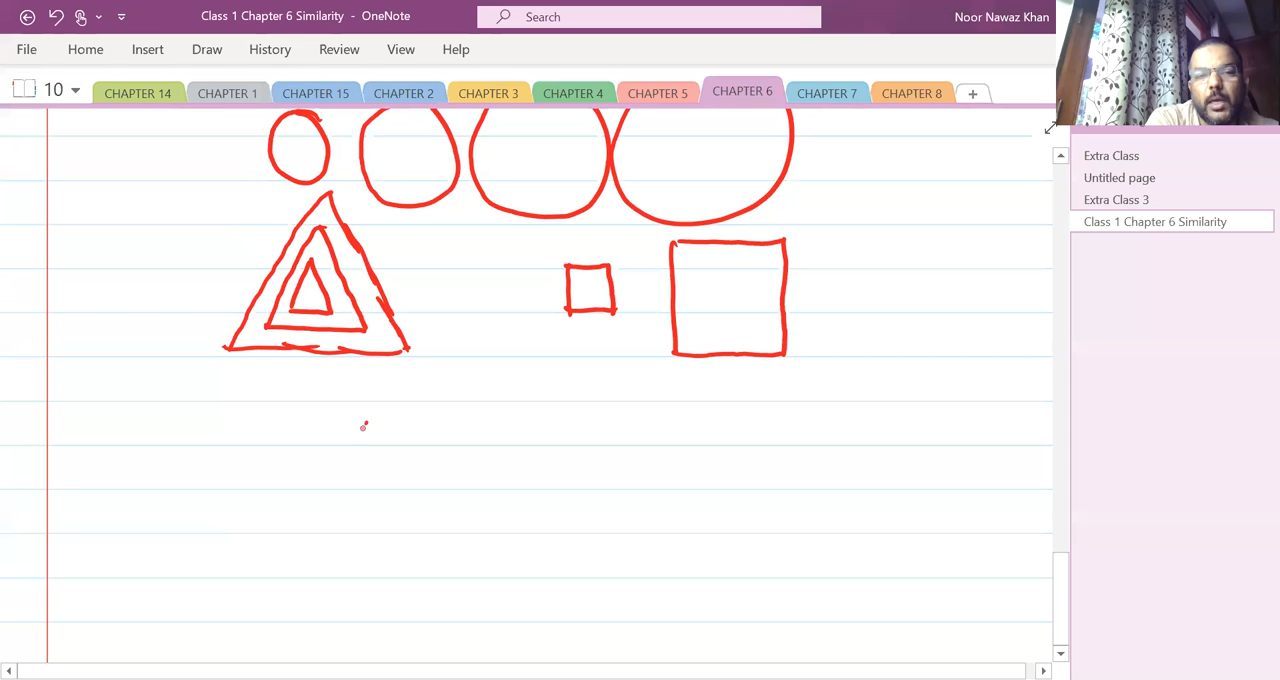 Class 1 Chapter 6 Similarity - OneNote
Search
Noor Nawaz Khan
File Home Insert Draw History Review View Help
10 CHAPTER 14 CHAPTER 1 CHAPTER 15 CHAPTER 2 CHAPTER 3 CHAPTER 4 CHAPTER 5 CHAPTER 6 CHAPTER 7 CHAPTER 8
Extra Class
Untitled page
Extra Class 3
Class 1 Chapter 6 Similarity